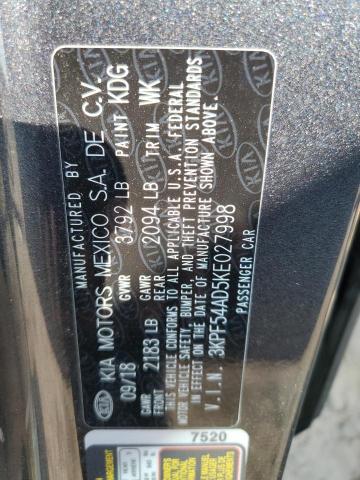 MANUFACTURED BY
KIA KIA MOTORS MEXICO S.A. DE C.V.
09/18 GVWR 3792 LB PAINT KDG
GAWR FRONT 2183 LB GAWR REAR 2094 LB TRIM WK
THIS VEHICLE CONFORMS TO ALL APPLICABLE U.S.A. FEDERAL
MOTOR VEHICLE SAFETY, BUMPER, AND THEFT PREVENTION STANDARDS
IN EFFECT ON THE DATE OF MANUFACTURE SHOWN ABOVE.
V.I.N. 3KPF54AD5KE027998
PASSENGER CAR
7520